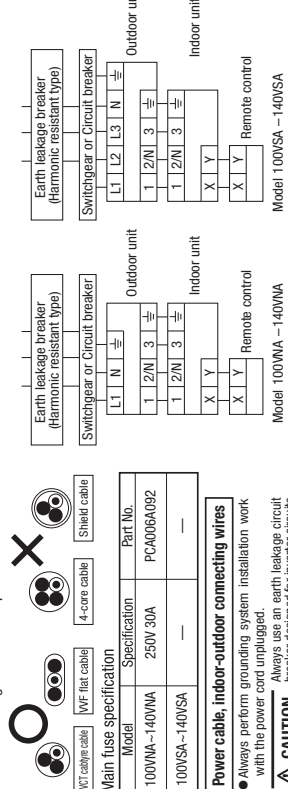 VCT cabtyre cable
VVF flat cable
4-core cable
Shield cable
Main fuse specification
Model Specification Part No.
100VNA~140VNA 250V 30A PCA006A092
100VSA~140VSA — —
Power cable, indoor-outdoor connecting wires
● Always perform grounding system installation work
with the power cord unplugged.
CAUTION
Always use an earth leakage circuit
breaker designed for inverter circuits
Earth leakage breaker
(Harmonic resistant type)
Switchgear or Circuit breaker
L1 N
Outdoor unit
1 2/N 3
1 2/N 3
Indoor unit
X Y
X Y
Remote control
Model 100VNA – 140VNA
Earth leakage breaker
(Harmonic resistant type)
Switchgear or Circuit breaker
L1 L2 L3 N
Outdoor
1 2/N 3
1 2/N 3
Indoor unit
X Y
X Y
Remote control
Model 100VSA – 140VSA